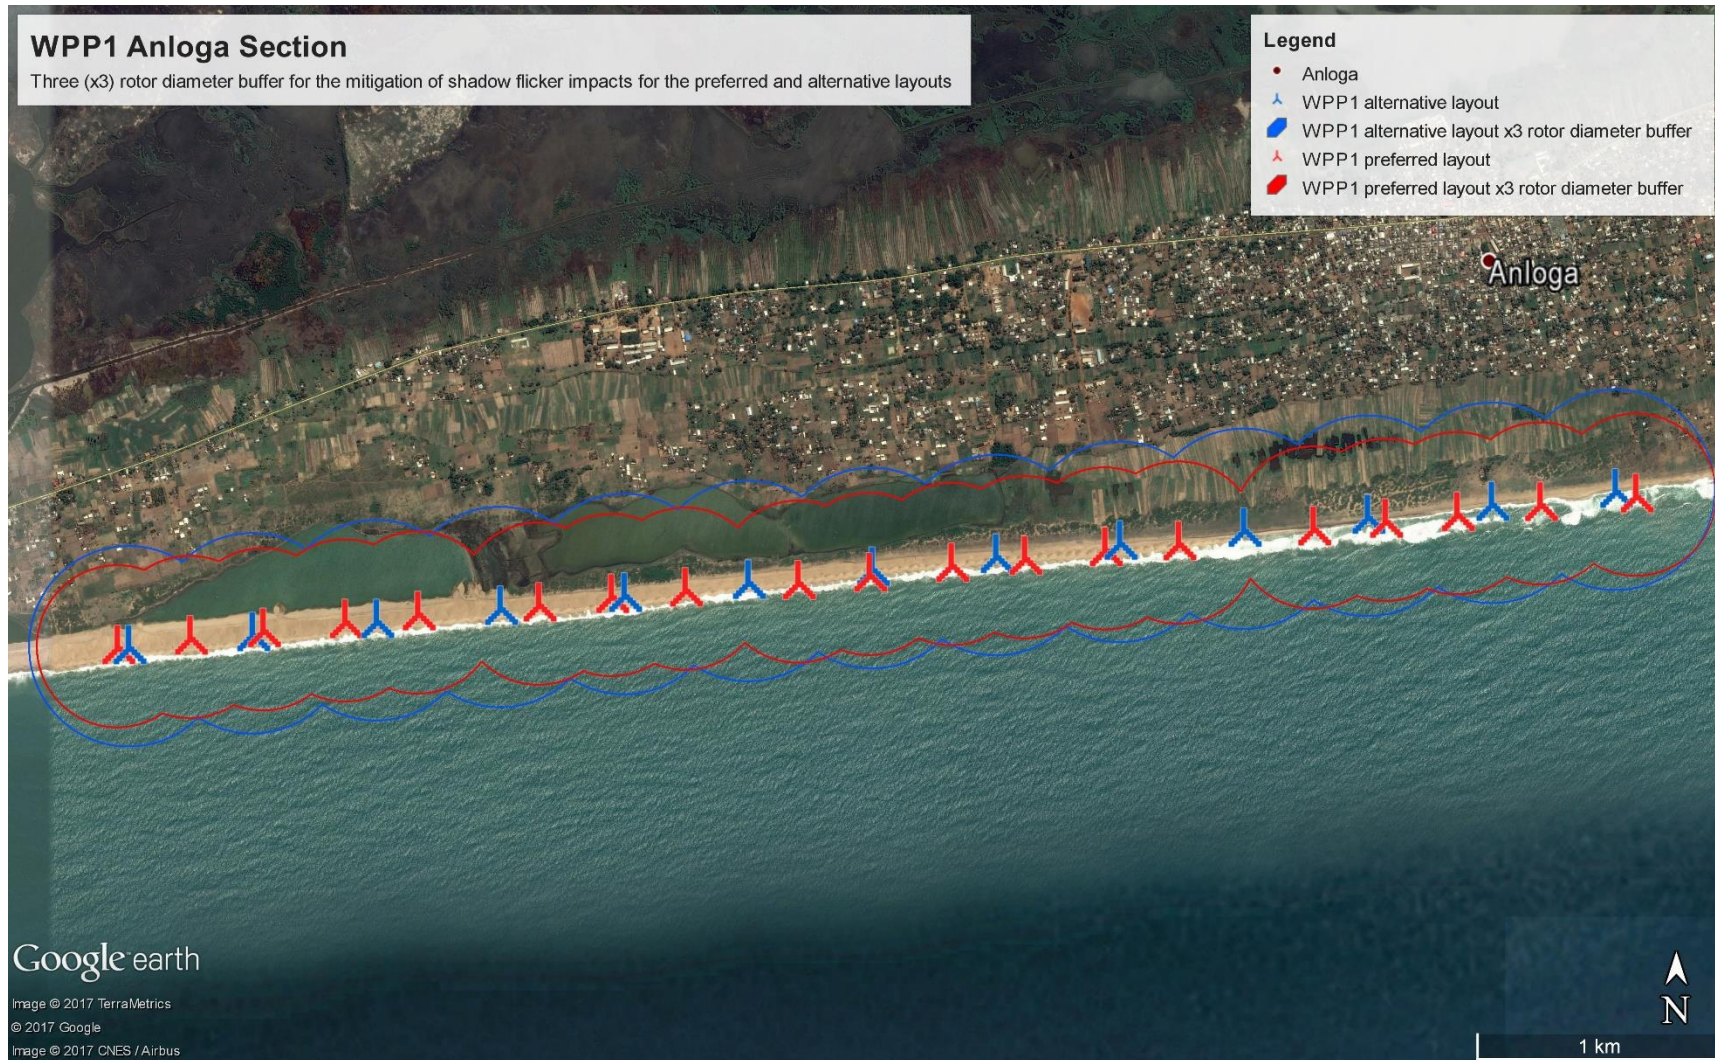 WPP1 Anloga Section
Three (x3) rotor diameter buffer for the mitigation of shadow flicker impacts for the preferred and alternative layouts
Legend
Anloga
WPP1 alternative layout
WPP1 alternative layout x3 rotor diameter buffer
WPP1 preferred layout
WPP1 preferred layout x3 rotor diameter buffer
Anloga
Google earth
Image © 2017 TerraMetrics
© 2017 Google
Image © 2017 CNES / Airbus
N
1 km